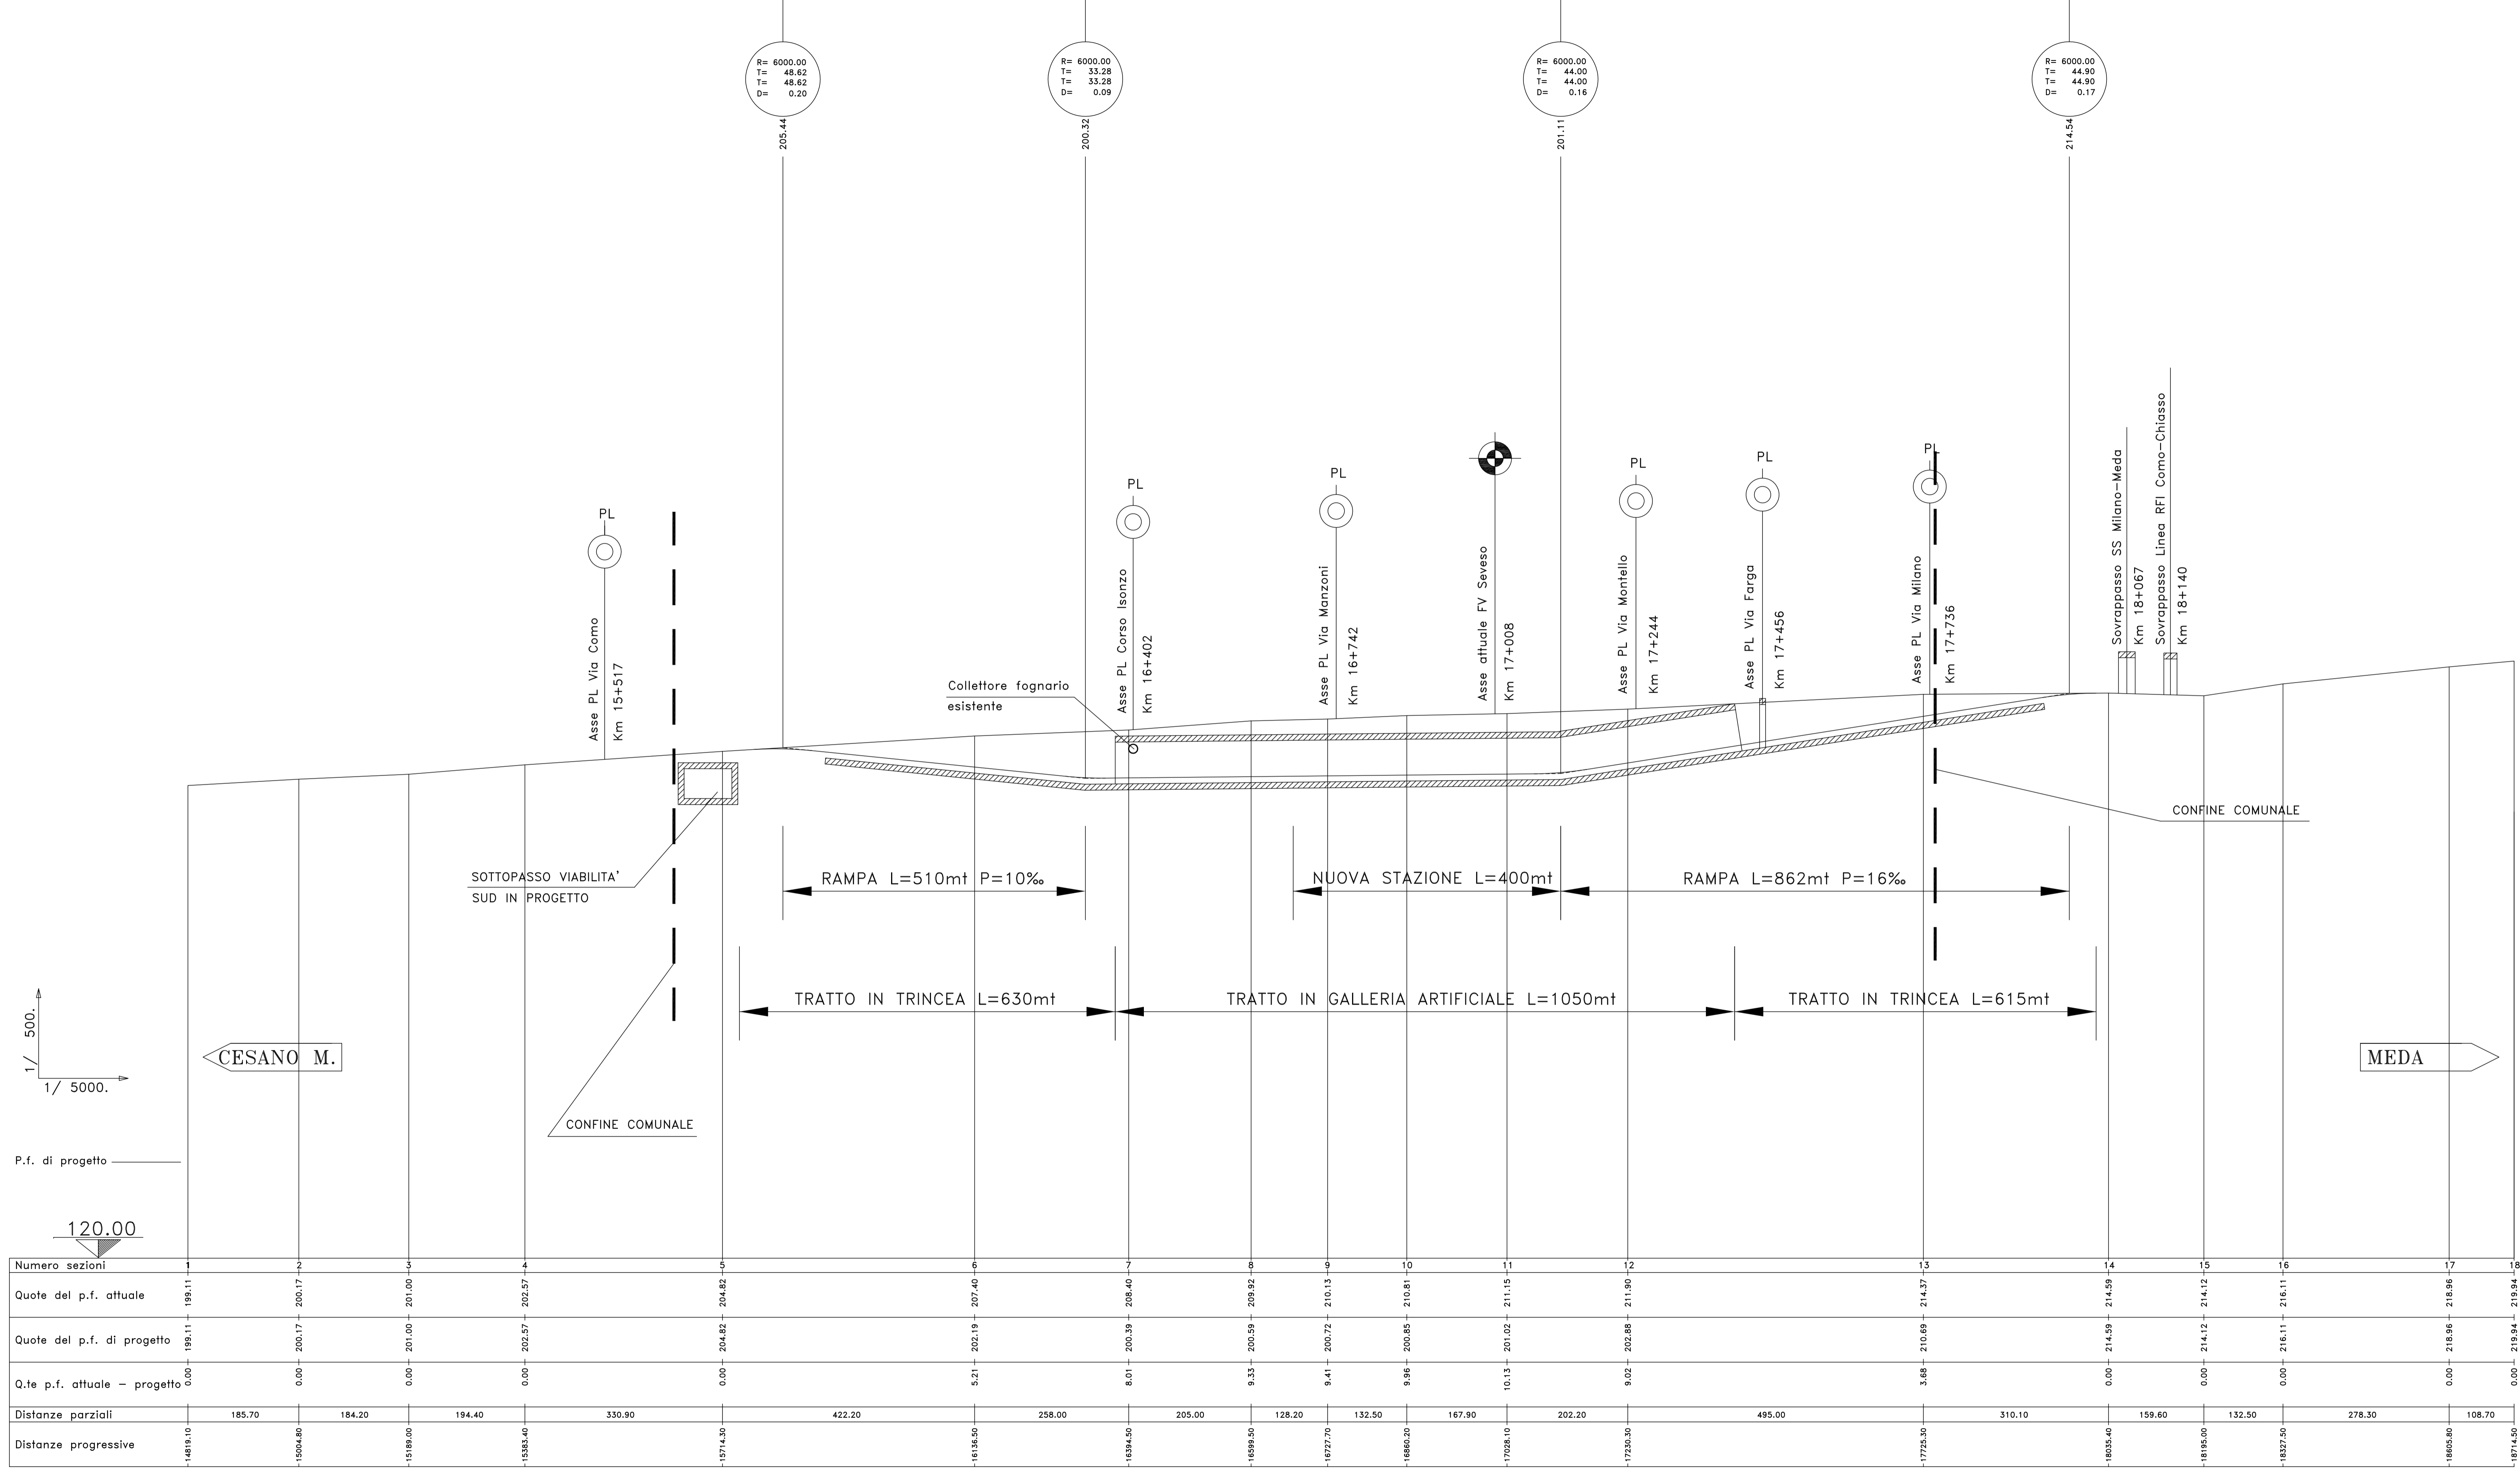 R= 6000.00
T= 48.62
T= 48.62
D= 0.20
205.44
R= 6000.00
T= 33.28
T= 33.28
D= 0.09
200.32
R= 6000.00
T= 44.00
T= 44.00
D= 0.16
201.11
R= 6000.00
T= 44.90
T= 44.90
D= 0.17
214.54
PL
Asse PL Via Como
Km 15+517
PL
Asse PL Corso Isonzo
Km 16+402
PL
Asse PL Via Manzoni
Km 16+742
Asse attuale FV Seveso
Km 17+008
PL
Asse PL Via Montello
Km 17+244
PL
Asse PL Via Farga
Km 17+456
PL
Asse PL Via Milano
Km 17+736
Sovrappasso SS Milano-Meda
Km 18+067
Sovrappasso Linea RFI Como-Chiasso
Km 18+140
Collettore fognario
esistente
CONFINE COMUNALE
SOTTOPASSO VIABILITA'
SUD IN PROGETTO
RAMPA L=510mt P=10‰
NUOVA STAZIONE L=400mt
RAMPA L=862mt P=16‰
TRATTO IN TRINCEA L=630mt
TRATTO IN GALLERIA ARTIFICIALE L=1050mt
TRATTO IN TRINCEA L=615mt
1/ 500.
1/ 5000.
CESANO M.
MEDA
CONFINE COMUNALE
P.f. di progetto
120.00
Numero sezioni 1 2 3 4 5 6 7 8 9 10 11 12 13 14 15 16 17 18
Quote del p.f. attuale 199.11 200.17 201.00 202.57 204.82 207.40 208.40 209.92 210.13 210.81 211.15 211.90 214.37 214.59 214.12 216.11 218.96 219.94
Quote del p.f. di progetto 199.11 200.17 201.00 202.57 204.82 202.19 200.39 200.59 200.72 200.85 201.02 202.88 210.69 214.59 214.12 216.11 218.96 219.94
Q.te p.f. attuale - progetto 0.00 0.00 0.00 0.00 0.00 5.21 8.01 9.33 9.41 9.96 10.13 9.02 3.68 0.00 0.00 0.00 0.00 0.00
Distanze parziali 185.70 184.20 194.40 330.90 422.20 258.00 205.00 128.20 132.50 167.90 202.20 495.00 310.10 159.60 132.50 278.30 108.70
Distanze progressive 14819.10 15004.80 15189.00 15383.40 15714.30 16136.50 16394.50 16599.50 16727.70 16860.20 17028.10 17230.30 17725.30 18035.40 18195.00 18327.50 18605.80 18714.50